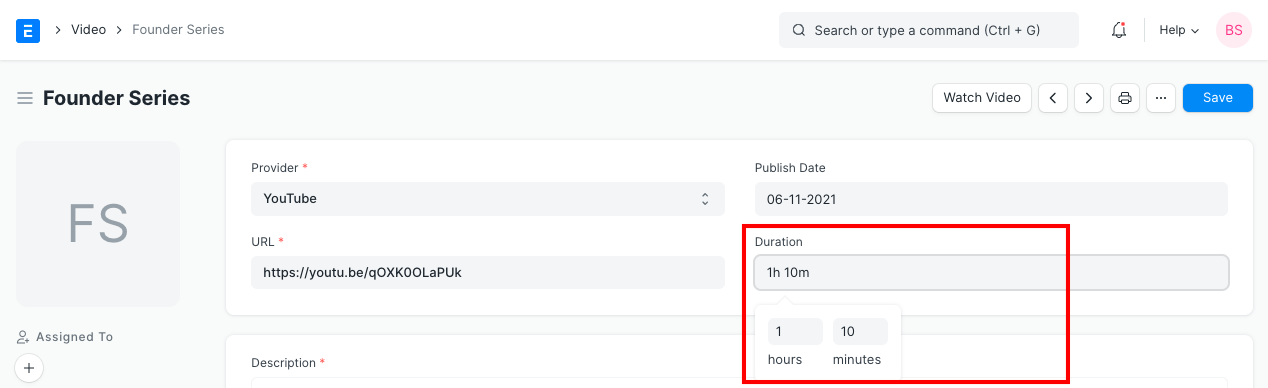 E > Video > Founder Series
Search or type a command (Ctrl + G)
Help
BS
Founder Series
Watch Video
...
Save
FS
Provider *
YouTube
Publish Date
06-11-2021
URL *
https://youtu.be/qOXK0OLaPUk
Duration
1h 10m
1
hours
10
minutes
Assigned To
+
Description *